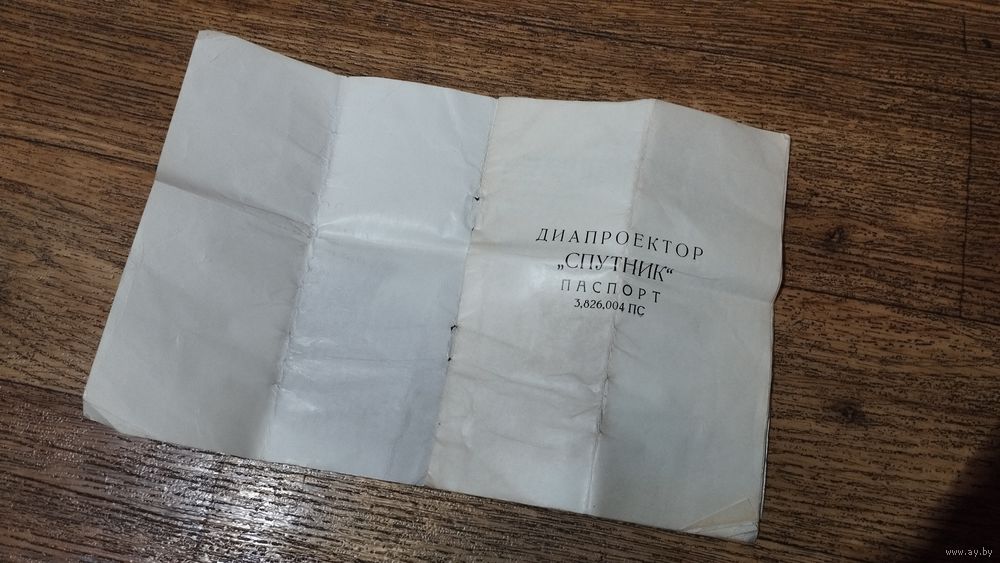 ДИАПРОЕКТОР
„СПУТНИК“
ПАСПОРТ
3,826,004 ПС
www.ay.by